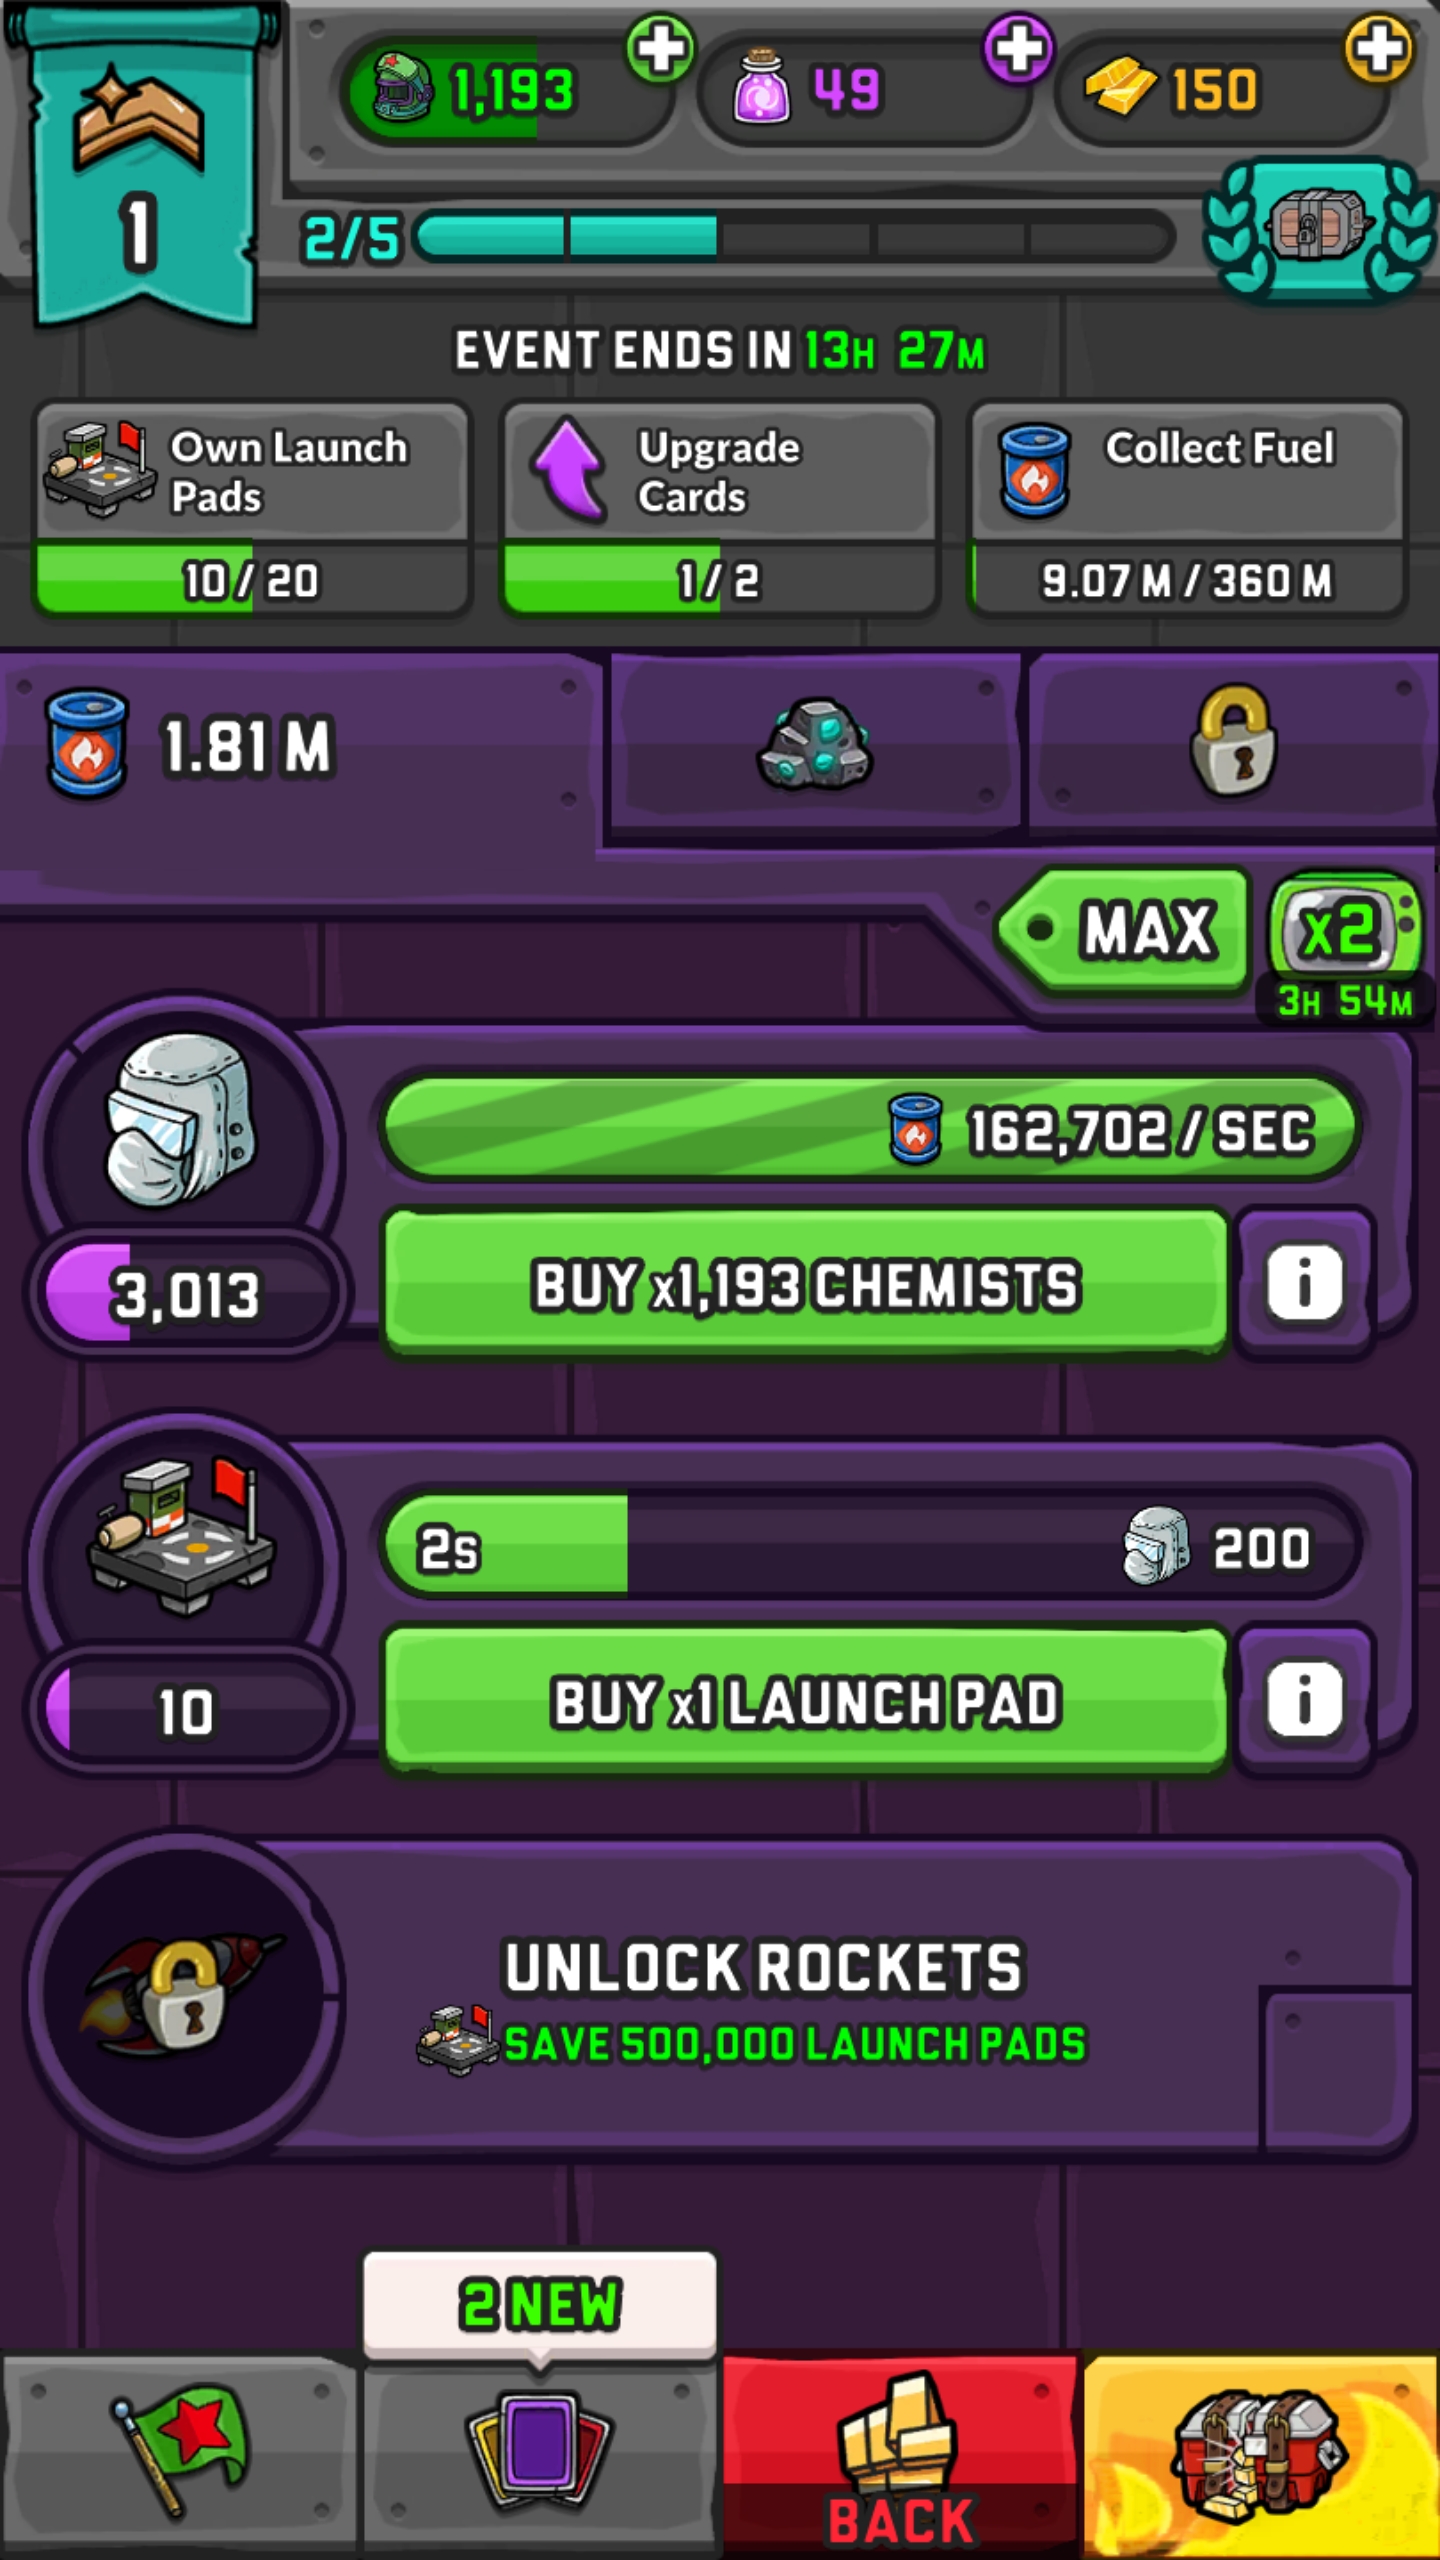 1,193
49
150
1
2/5
EVENT ENDS IN 13H 27M
Own Launch
Pads
10 / 20
Upgrade
Cards
1 / 2
Collect Fuel
9.07 M / 360 M
1.81 M
MAX
x2
3H 54M
162,702 / SEC
3,013
BUY x1,193 CHEMISTS
i
2s
200
10
BUY x1 LAUNCH PAD
i
UNLOCK ROCKETS
SAVE 500,000 LAUNCH PADS
2 NEW
BACK